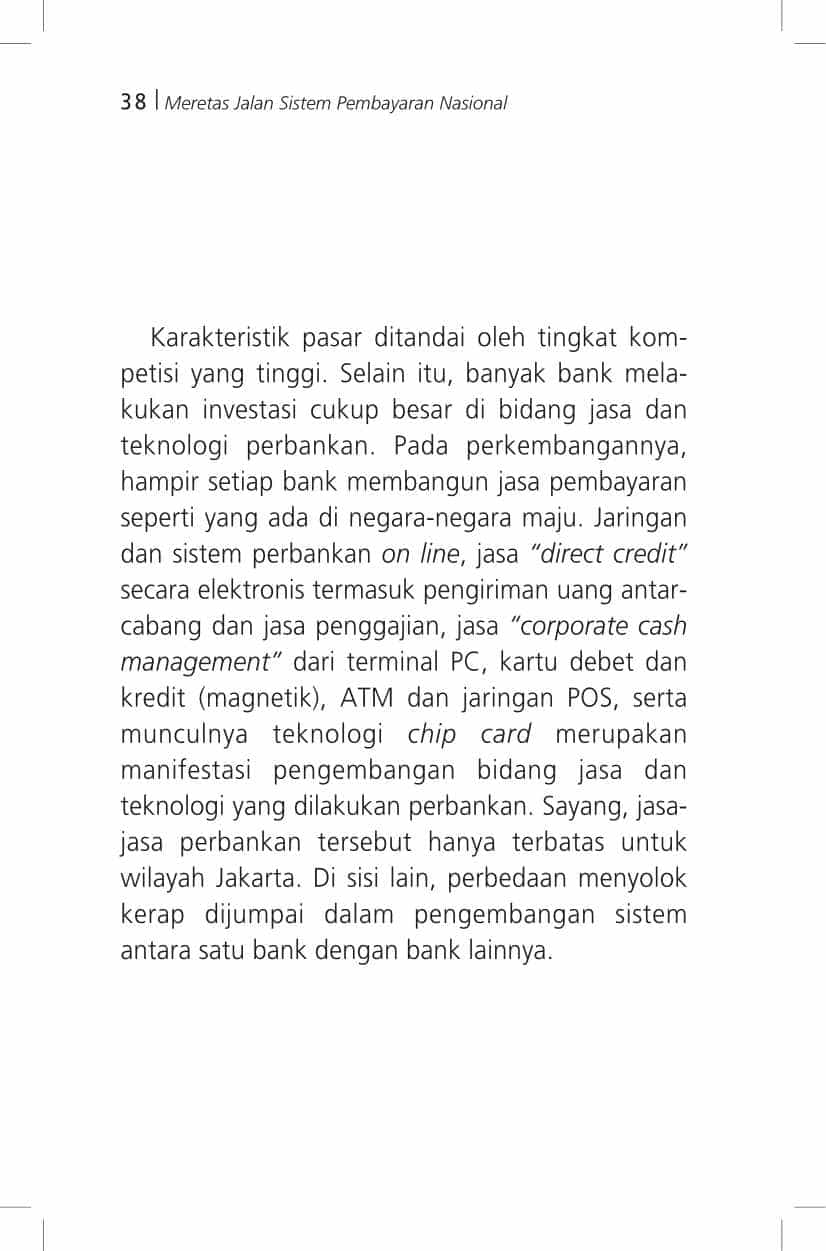 38 | Meretas Jalan Sistem Pembayaran Nasional
Karakteristik pasar ditandai oleh tingkat kom-
petisi yang tinggi. Selain itu, banyak bank mela-
kukan investasi cukup besar di bidang jasa dan
teknologi perbankan. Pada perkembangannya,
hampir setiap bank membangun jasa pembayaran
seperti yang ada di negara-negara maju. Jaringan
dan sistem perbankan on line, jasa “direct credit”
secara elektronis termasuk pengiriman uang antar-
cabang dan jasa penggajian, jasa “corporate cash
management” dari terminal PC, kartu debet dan
kredit (magnetik), ATM dan jaringan POS, serta
munculnya teknologi chip card merupakan
manifestasi pengembangan bidang jasa dan
teknologi yang dilakukan perbankan. Sayang, jasa-
jasa perbankan tersebut hanya terbatas untuk
wilayah Jakarta. Di sisi lain, perbedaan menyolok
kerap dijumpai dalam pengembangan sistem
antara satu bank dengan bank lainnya.